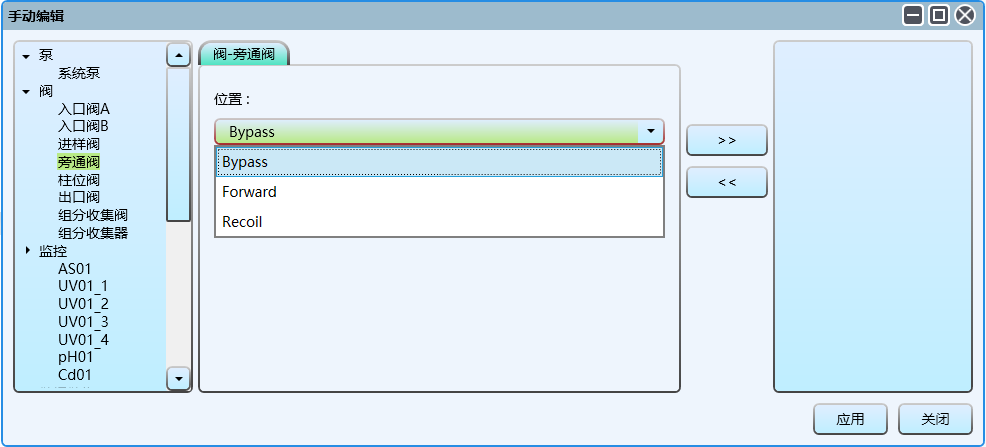 手动编辑
泵
系统泵
阀
入口阀A
入口阀B
进样阀
旁通阀
柱位阀
出口阀
组分收集阀
组分收集器
监控
AS01
UV01_1
UV01_2
UV01_3
UV01_4
pH01
Cd01
阀-旁通阀
位置：
Bypass
Bypass
Forward
Recoil
>>
<<
应用
关闭